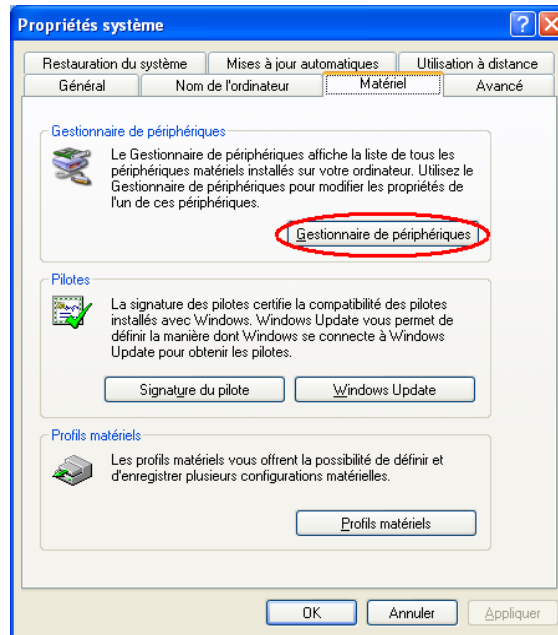 Propriétés système
Restauration du système Mises à jour automatiques Utilisation à distance
Général Nom de l'ordinateur Matériel Avancé
Gestionnaire de périphériques
Le Gestionnaire de périphériques affiche la liste de tous les
périphériques matériels installés sur votre ordinateur. Utilisez le
Gestionnaire de périphériques pour modifier les propriétés de
l'un de ces périphériques.
Gestionnaire de périphériques
Pilotes
La signature des pilotes certifie la compatibilité des pilotes
installés avec Windows. Windows Update vous permet de
définir la manière dont Windows se connecte à Windows
Update pour obtenir les pilotes.
Signature du pilote Windows Update
Profils matériels
Les profils matériels vous offrent la possibilité de définir et
d'enregistrer plusieurs configurations matérielles.
Profils matériels
OK Annuler Appliquer